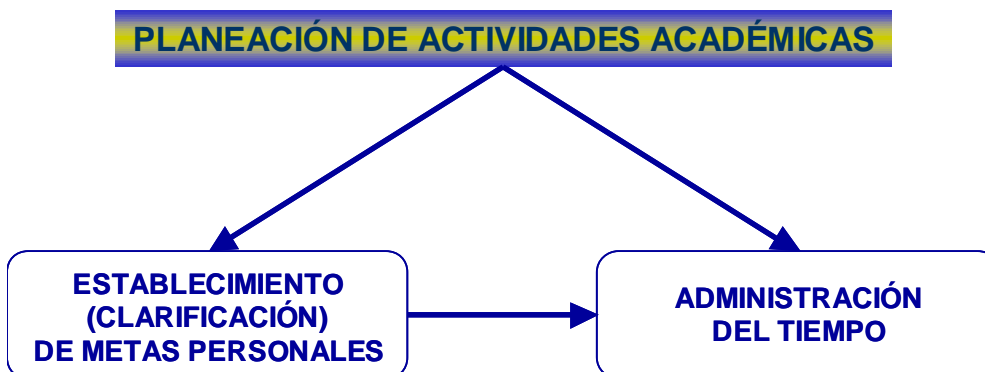 PLANEACIÓN DE ACTIVIDADES ACADÉMICAS
ESTABLECIMIENTO
(CLARIFICACIÓN)
DE METAS PERSONALES
ADMINISTRACIÓN
DEL TIEMPO